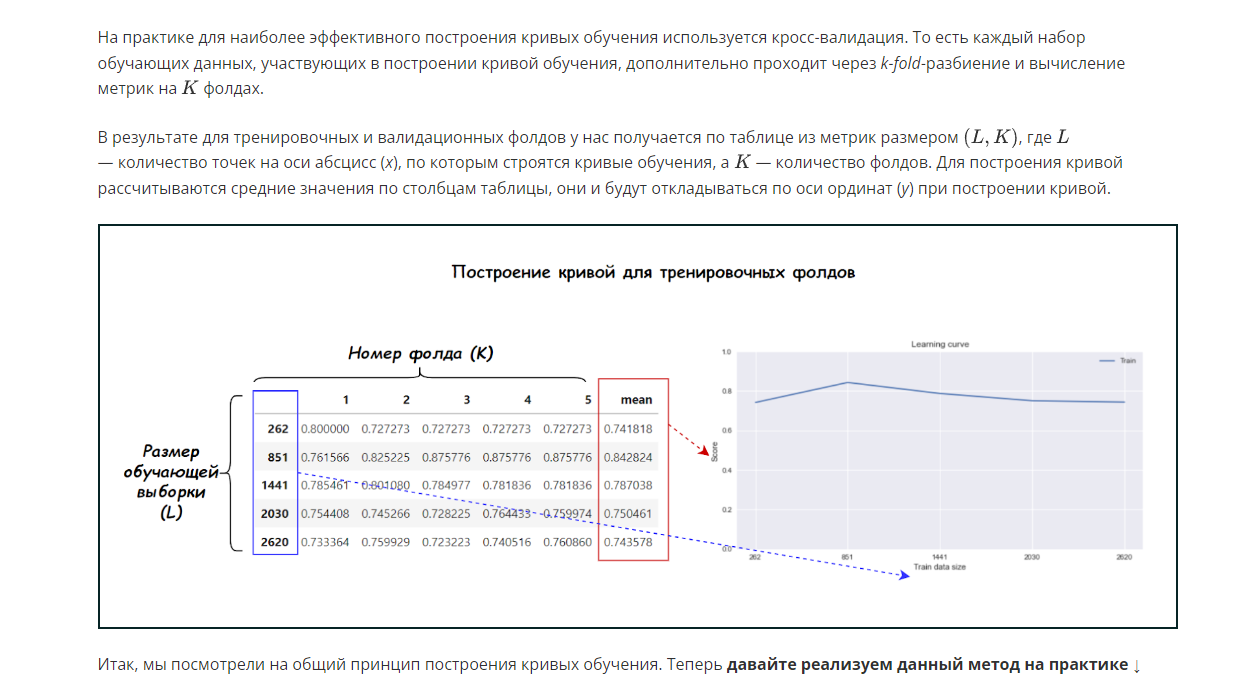 На практике для наиболее эффективного построения кривых обучения используется кросс-валидация. То есть каждый набор
обучающих данных, участвующих в построении кривой обучения, дополнительно проходит через k-fold-разбиение и вычисление
метрик на K фолдах.
В результате для тренировочных и валидационных фолдов у нас получается по таблице из метрик размером (L, K), где L
— количество точек на оси абсцисс (x), по которым строятся кривые обучения, а K — количество фолдов. Для построения кривой
рассчитываются средние значения по столбцам таблицы, они и будут откладываться по оси ординат (y) при построении кривой.
Построение кривой для тренировочных фолдов
Номер фолда (K)
1 2 3 4 5 mean
262 0.800000 0.727273 0.727273 0.727273 0.727273 0.741818
851 0.761566 0.825225 0.875776 0.875776 0.875776 0.842824
1441 0.785461 0.801080 0.784977 0.781836 0.781836 0.787038
2030 0.754408 0.745266 0.728225 0.764433 0.759974 0.750461
2620 0.733364 0.759929 0.723223 0.740516 0.760860 0.743578
Размер
обучающей
выборки
(L)
Learning curve
Train
1.0
0.8
0.6
0.4
0.2
0.0
Score
262 851 1441 2030 2620
Train data size
Итак, мы посмотрели на общий принцип построения кривых обучения. Теперь давайте реализуем данный метод на практике ↓